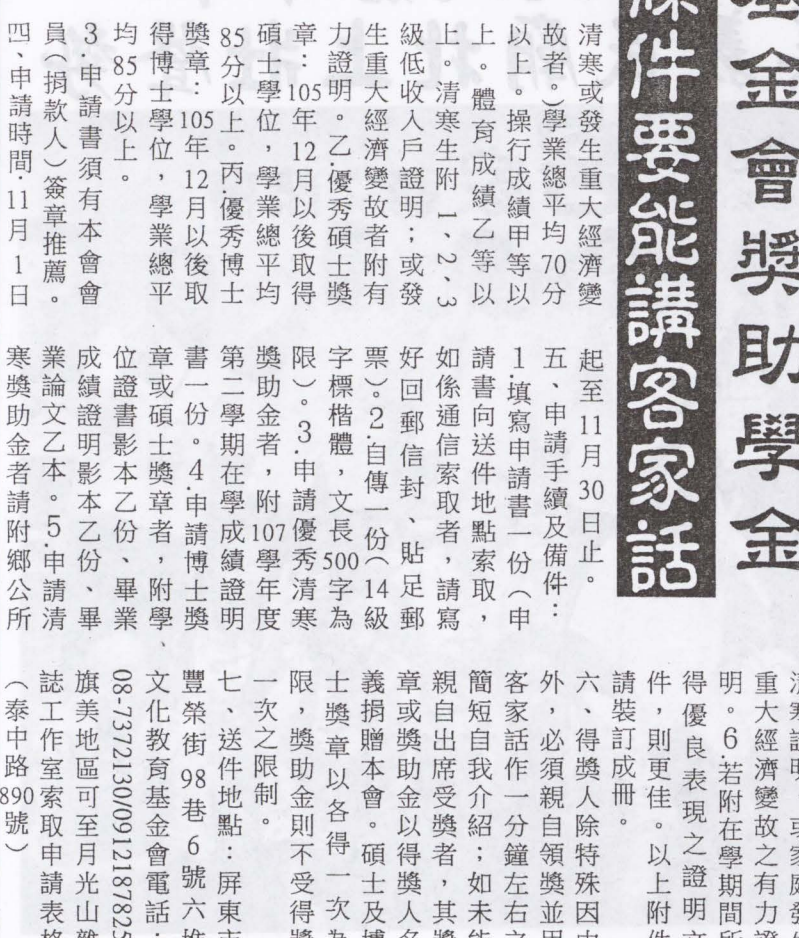 基金會獎助學金
條件要能講客家話
清寒或發生重大經濟變
故者。)學業總平均70分
以上。操行成績甲等以
上。體育成績乙等以
上。清寒生附 1、2、3
級低收入戶證明；或發
生重大經濟變故者附有
力證明。乙.優秀碩士獎
章：105年12月以後取得
碩士學位，學業總平均
85分以上。丙.優秀博士
獎章：105年12月以後取
得博士學位，學業總平
均85分以上。
3.申請書須有本會會
員(捐款人)簽章推薦。
四、申請時間:11月1日
起至11月30日止。
五、申請手續及備件：
1.填寫申請書一份(申
請書向送件地點索取，
如係通信索取者，請寫
好回郵信封、貼足郵
票)。2.自傳一份(14級
字標楷體，文長500字為
限)。3.申請優秀清寒
獎助金者，附107學年度
第二學期在學成績證明
書一份。4.申請博士獎
章或碩士獎章者，附學、
位證書影本乙份、畢業
成績證明影本乙份、畢
業論文乙本。5.申請清
寒獎助金者請附鄉公所
清寒證明，或家庭發生
重大經濟變故之有力證
明。6.若附在學期間所
得優良表現之證明文
件，則更佳。以上附件
請裝訂成冊。
六、得獎人除特殊因由
外，必須親自領獎並用
客家話作一分鐘左右之
簡短自我介紹；如未能
親自出席受獎者，其獎
章或獎助金以得獎人名
義捐贈本會。碩士及博
士獎章以各得一次為
限，獎助金則不受得獎
一次之限制。
七、送件地點：屏東市
豐榮街98巷6號六堆
文化教育基金會電話：
08-7372130/091218782
旗美地區可至月光山雜
誌工作室索取申請表格
(泰中路890號)